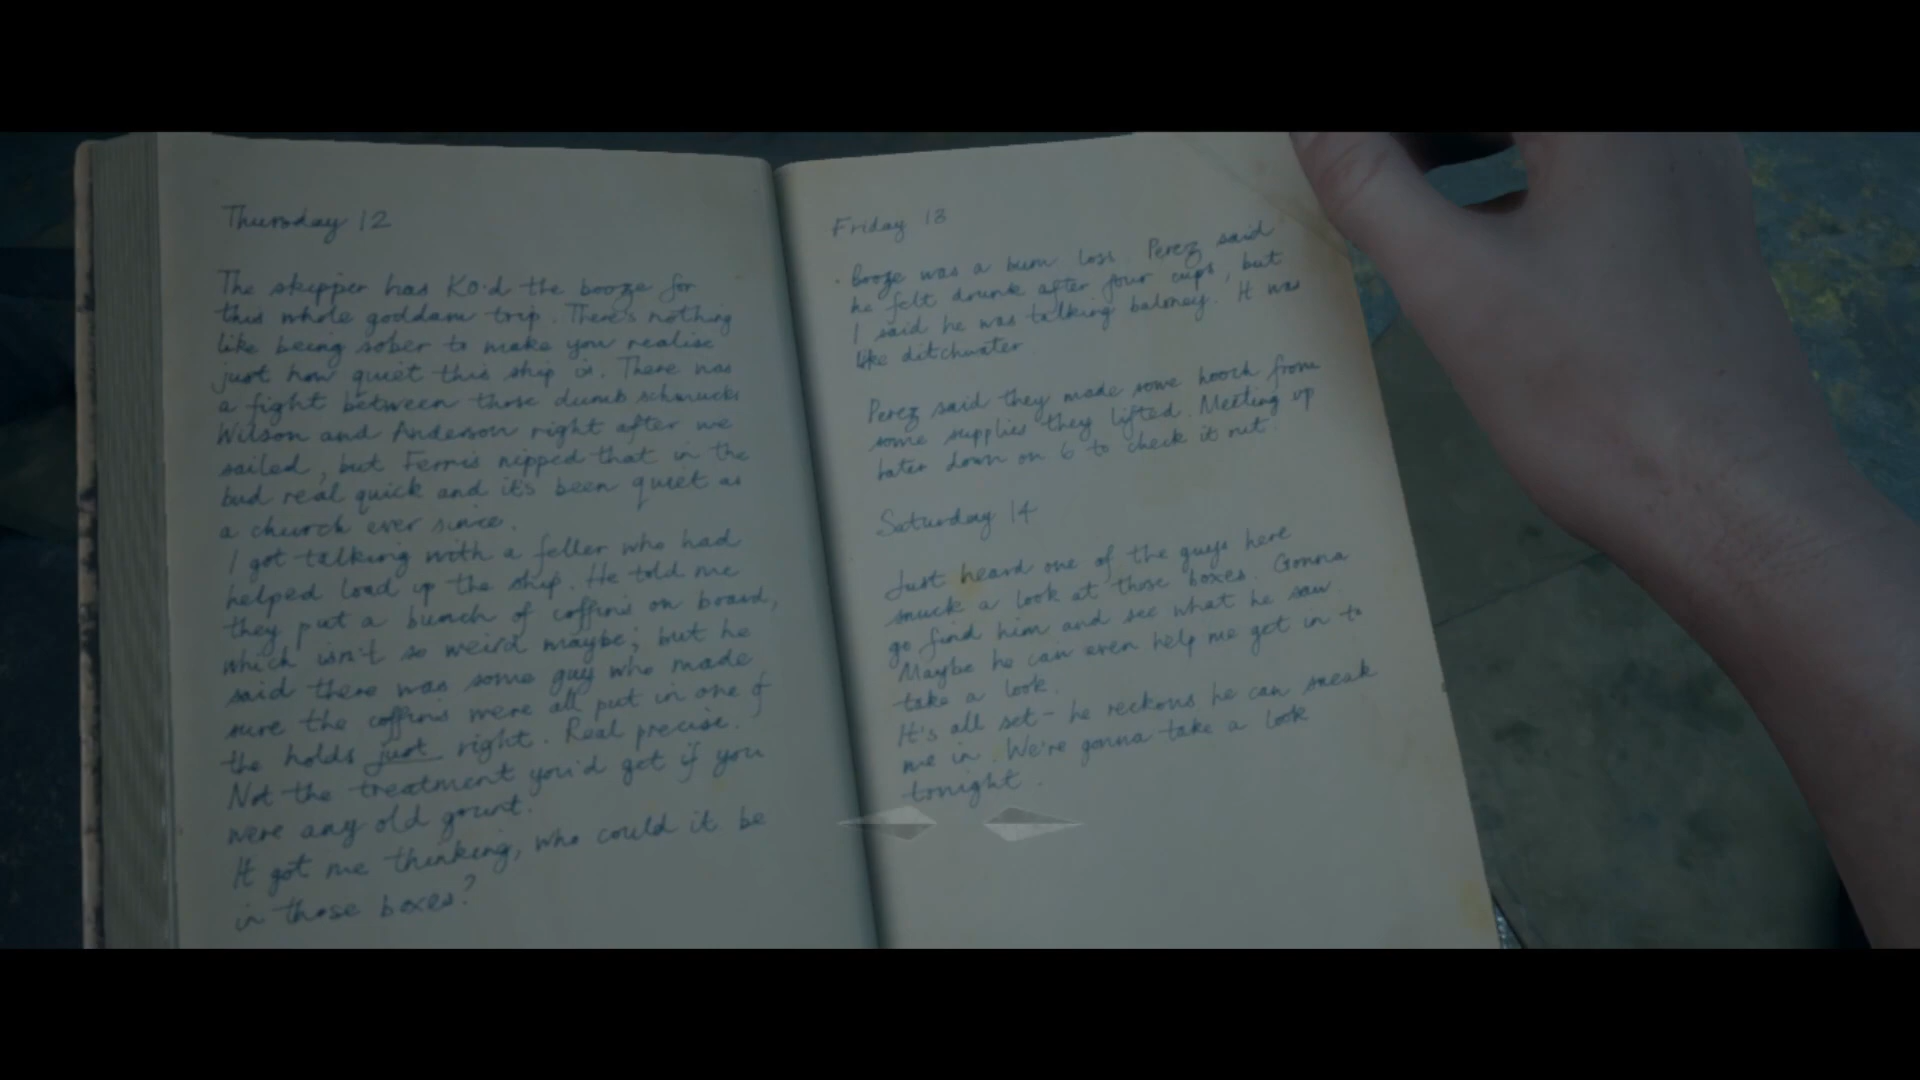 Thursday 12
The skipper has KO'd the booze for
this whole goddam trip. There's nothing
like being sober to make you realise
just how quiet this ship is. There was
a fight between those dumb schmucks
Wilson and Anderson right after we
sailed, but Ferris nipped that in the
bud real quick and it's been quiet as
a church ever since.
I got talking with a feller who had
helped load up the ship. He told me
they put a bunch of coffins on board,
which isn't so weird maybe; but he
said there was some guy who made
sure the coffins were all put in one of
the holds just right. Real precise.
Not the treatment you'd get if you
were any old grunt.
It got me thinking, who could it be
in those boxes?
Friday 13
Booze was a bum loss. Perez said
he felt drunk after four cups, but
I said he was talking baloney. It was
like ditchwater
Perez said they made some hooch from
some supplies they lifted. Meeting up
later down on 6 to check it out.
Saturday 14
Just heard one of the guys here
snuck a look at those boxes. Gonna
go find him and see what he saw
Maybe he can even help me get in to
take a look.
It's all set - he reckons he can sneak
me in. We're gonna take a look
tonight.